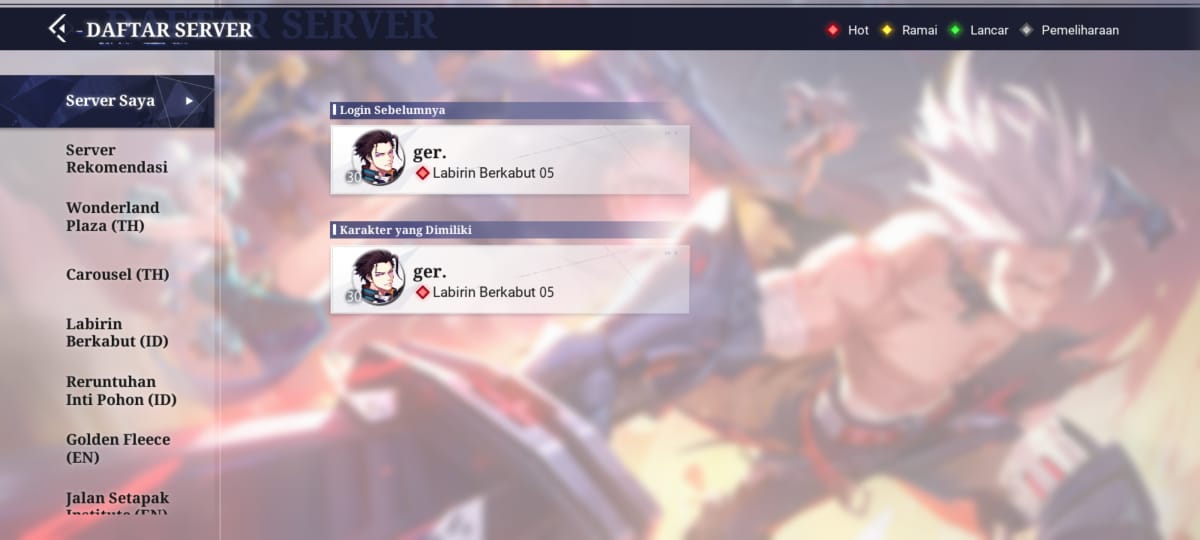 DAFTAR SERVER
Hot Ramai Lancar Pemeliharaan
Server Saya
Server
Rekomendasi
Wonderland
Plaza (TH)
Carousel (TH)
Labirin
Berkabut (ID)
Reruntuhan
Inti Pohon (ID)
Golden Fleece
(EN)
Jalan Setapak
Institute (EN)
Login Sebelumnya
30
ger.
Labirin Berkabut 05
Karakter yang Dimiliki
30
ger.
Labirin Berkabut 05